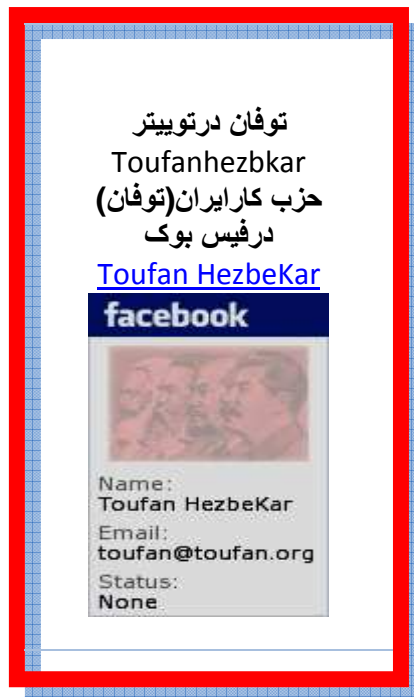 توفان درتوییتر
Toufanhezbkar
حزب کارایران(توفان)
درفیس بوک
Toufan HezbeKar
facebook
Name:
Toufan HezbeKar
Email:
toufan@toufan.org
Status:
None